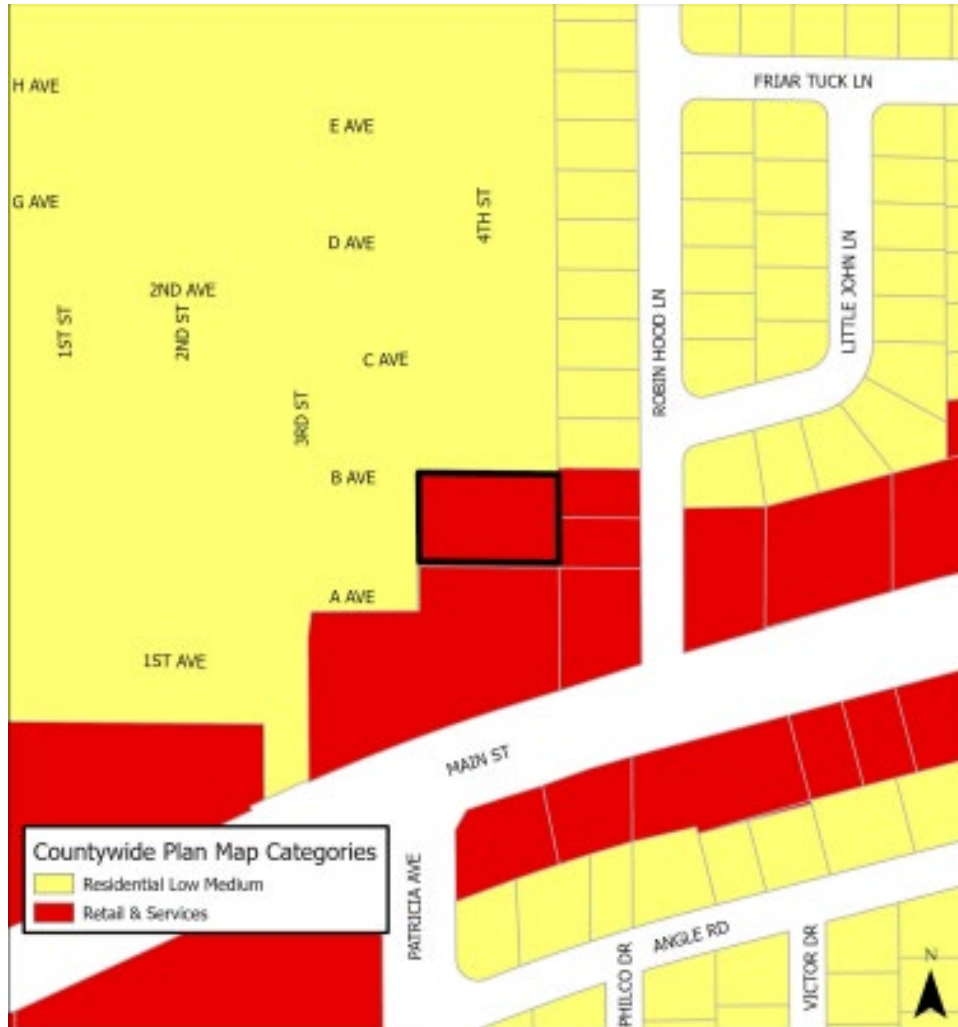 FRIAR TUCK LN
H AVE
E AVE
G AVE
4TH ST
D AVE
2ND AVE
1ST ST
2ND ST
LITTLE JOHN LN
ROBIN HOOD LN
C AVE
3RD ST
B AVE
A AVE
1ST AVE
MAIN ST
Countywide Plan Map Categories
Residential Low Medium
Retail & Services
PATRICIA AVE
ANGLE RD
PHILCO DR
VICTOR DR
N